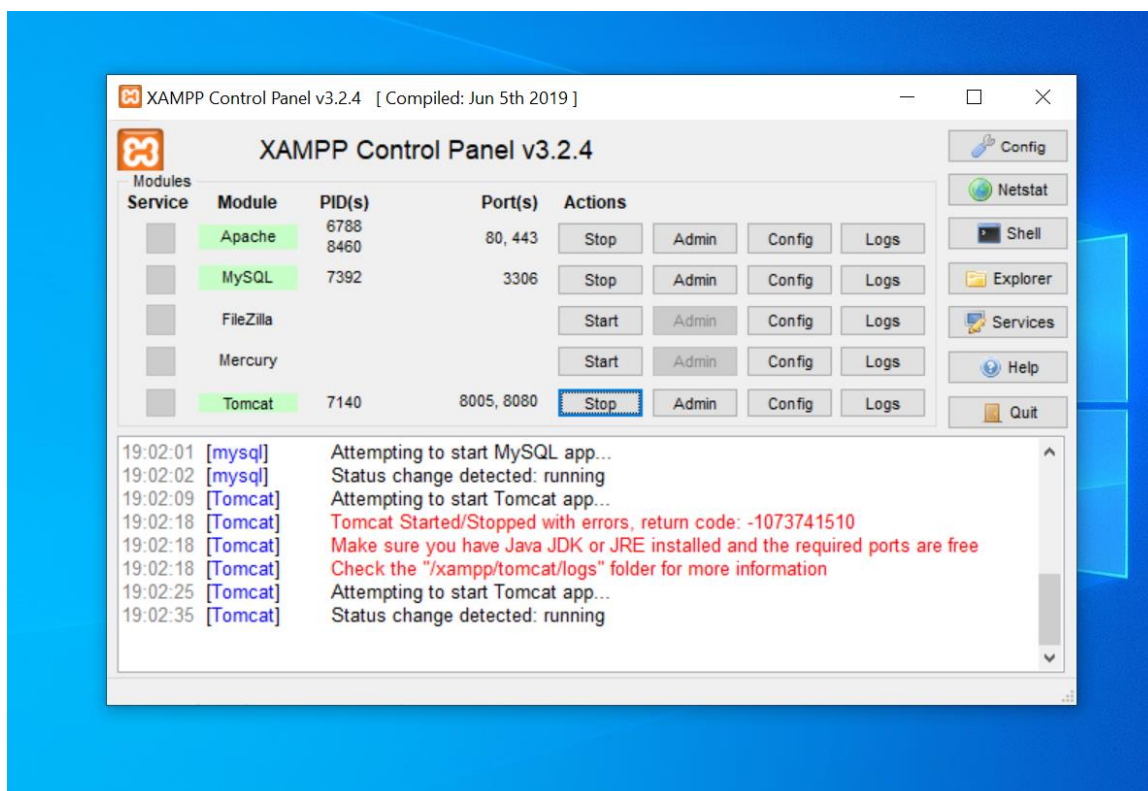 XAMPP Control Panel v3.2.4 [ Compiled: Jun 5th 2019 ]
XAMPP Control Panel v3.2.4
Config
Modules
Netstat
Service Module PID(s) Port(s) Actions
Apache 6788 8460 80, 443 Stop Admin Config Logs
Shell
MySQL 7392 3306 Stop Admin Config Logs
Explorer
FileZilla Start Admin Config Logs
Services
Mercury Start Admin Config Logs
Help
Tomcat 7140 8005, 8080 Stop Admin Config Logs
Quit
19:02:01 [mysql] Attempting to start MySQL app...
19:02:02 [mysql] Status change detected: running
19:02:09 [Tomcat] Attempting to start Tomcat app...
19:02:18 [Tomcat] Tomcat Started/Stopped with errors, return code: -1073741510
19:02:18 [Tomcat] Make sure you have Java JDK or JRE installed and the required ports are free
19:02:18 [Tomcat] Check the "/xampp/tomcat/logs" folder for more information
19:02:25 [Tomcat] Attempting to start Tomcat app...
19:02:35 [Tomcat] Status change detected: running